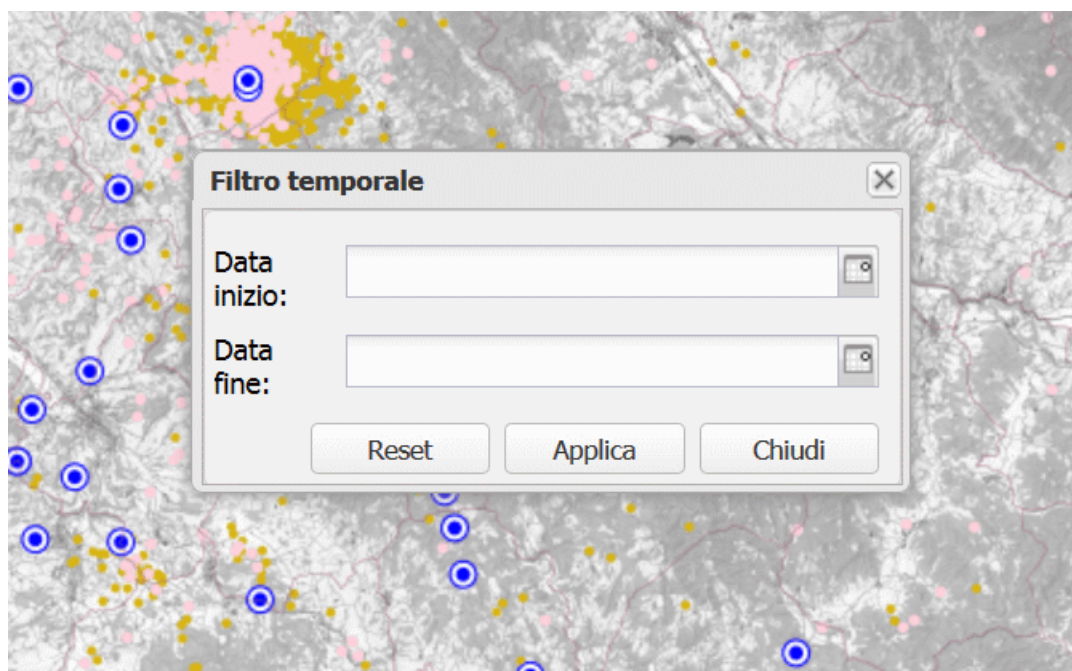 Filtro temporale
Data
inizio:
Data
fine:
Reset Applica Chiudi